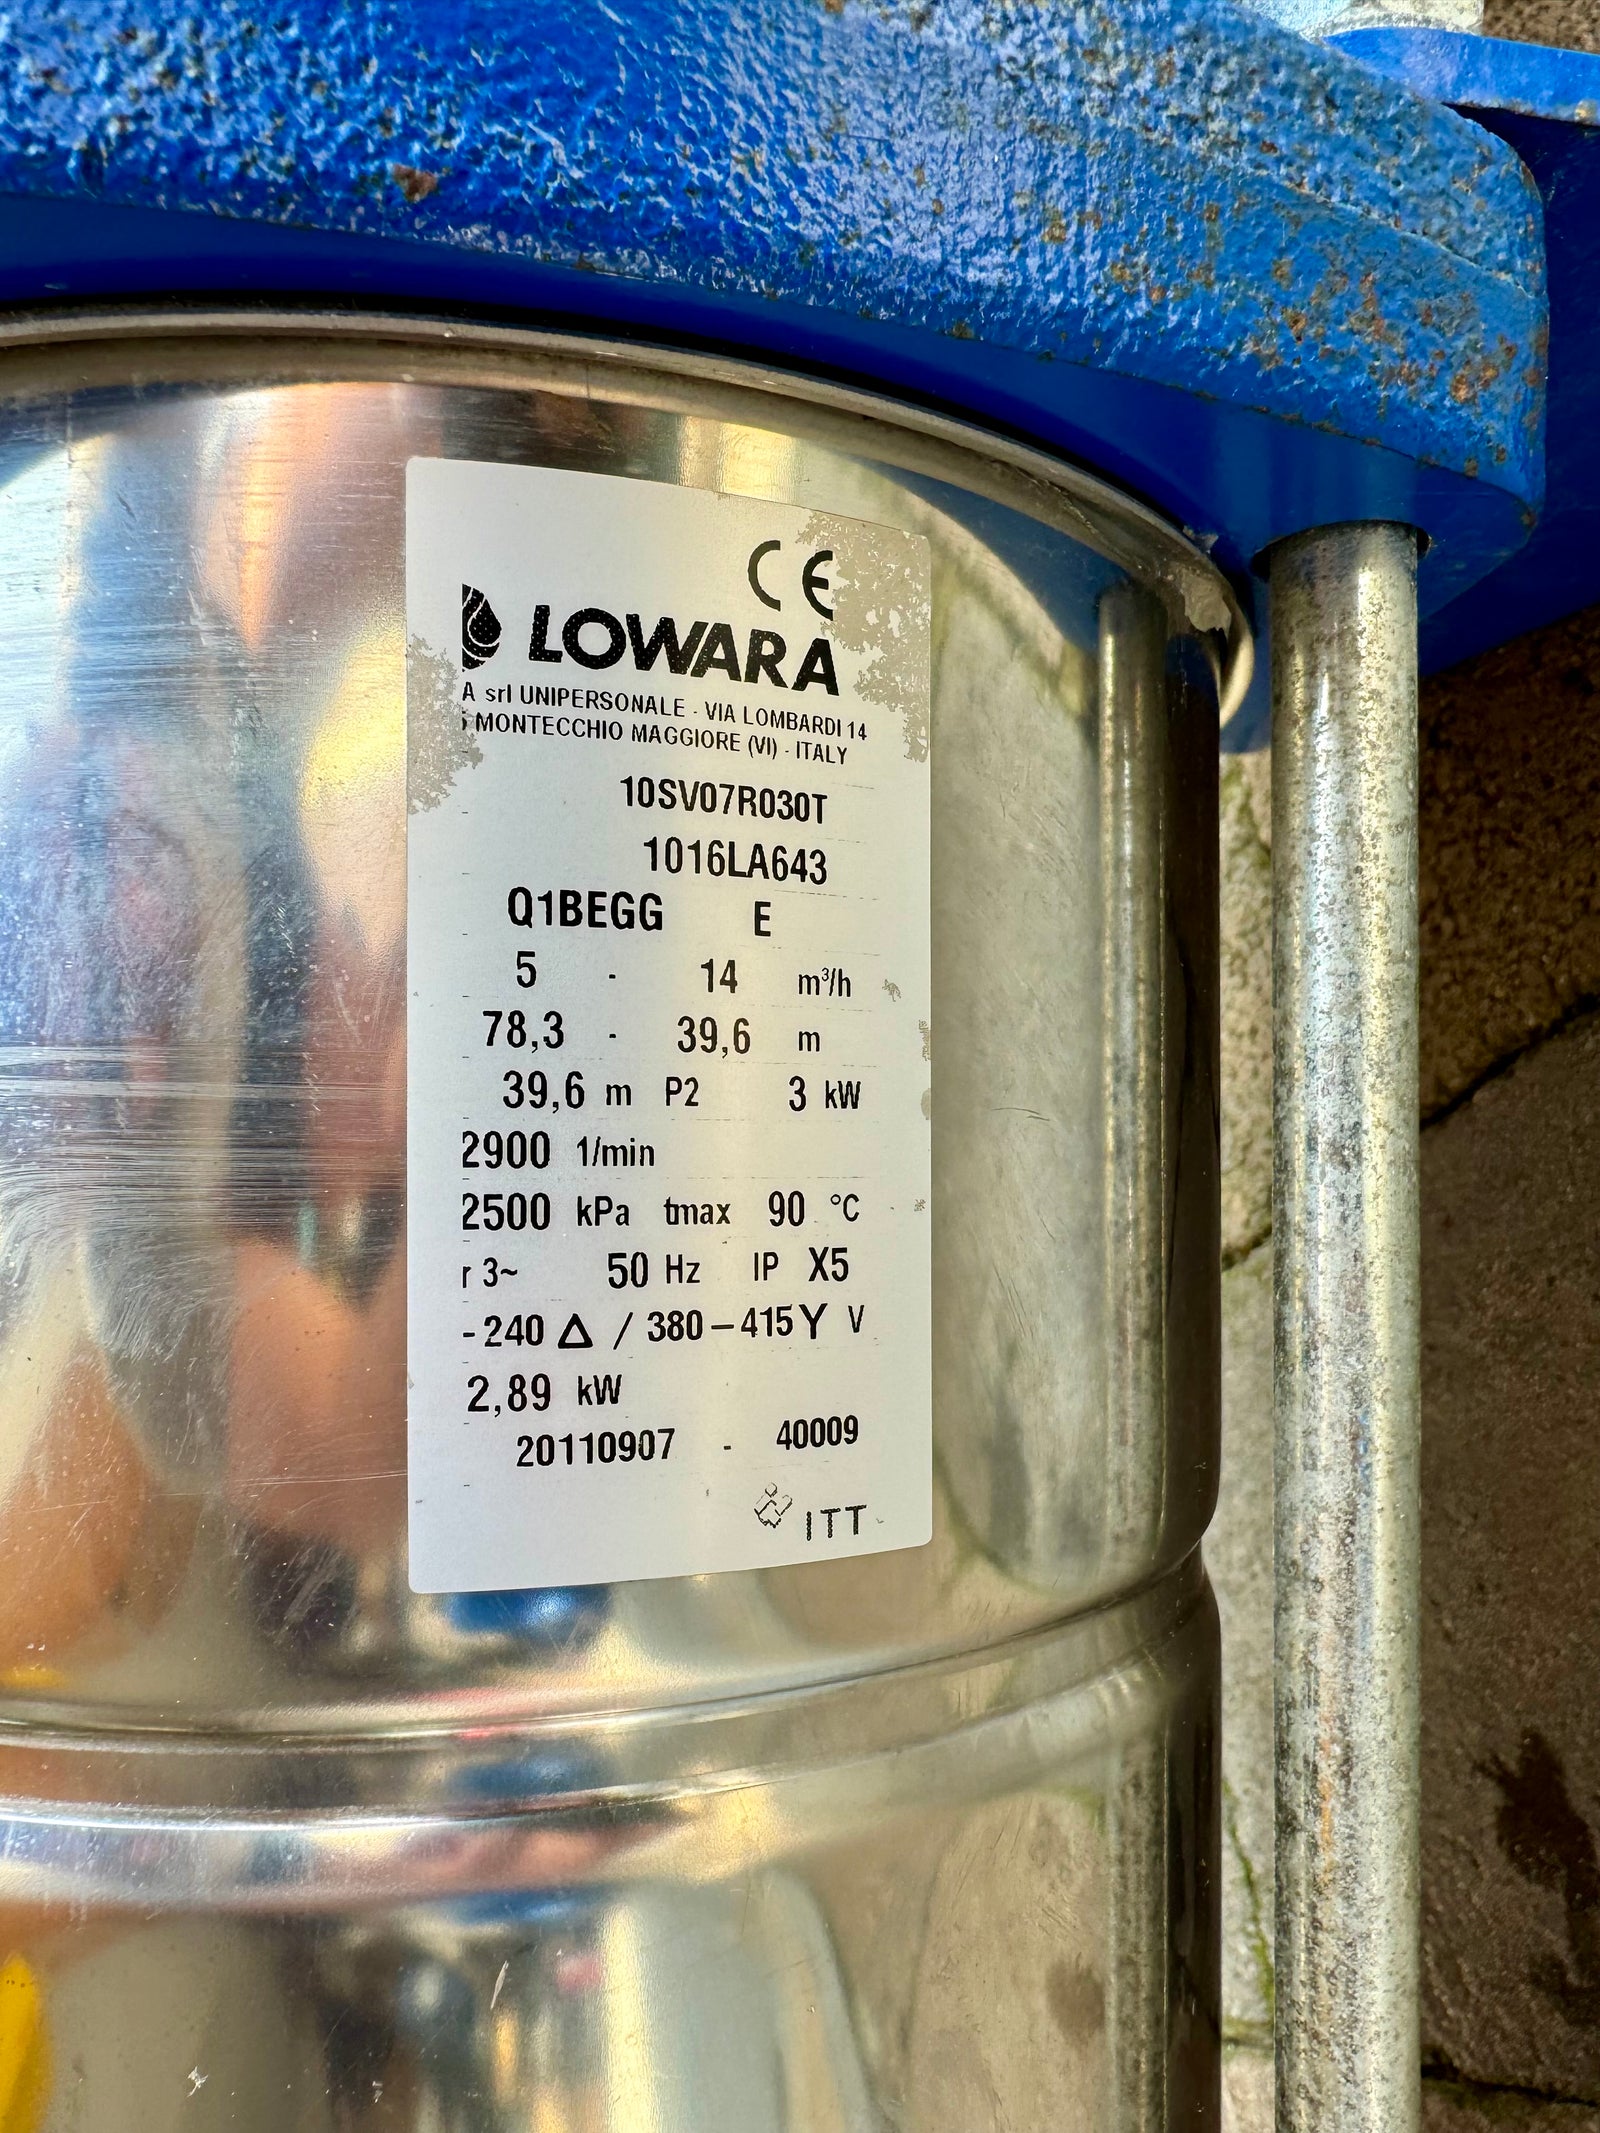 CE
LOWARA
A srl UNIPERSONALE - VIA LOMBARDI 14
MONTECCHIO MAGGIORE (VI) - ITALY
10SV07R030T
1016LA643
Q1BEGG E
5 - 14 m³/h
78,3 - 39,6 m
39,6 m P2 3 kW
2900 1/min
2500 kPa tmax 90 °C
r 3~ 50 Hz IP X5
-240 Δ / 380-415Y V
2,89 kW
20110907 - 40009
ITT